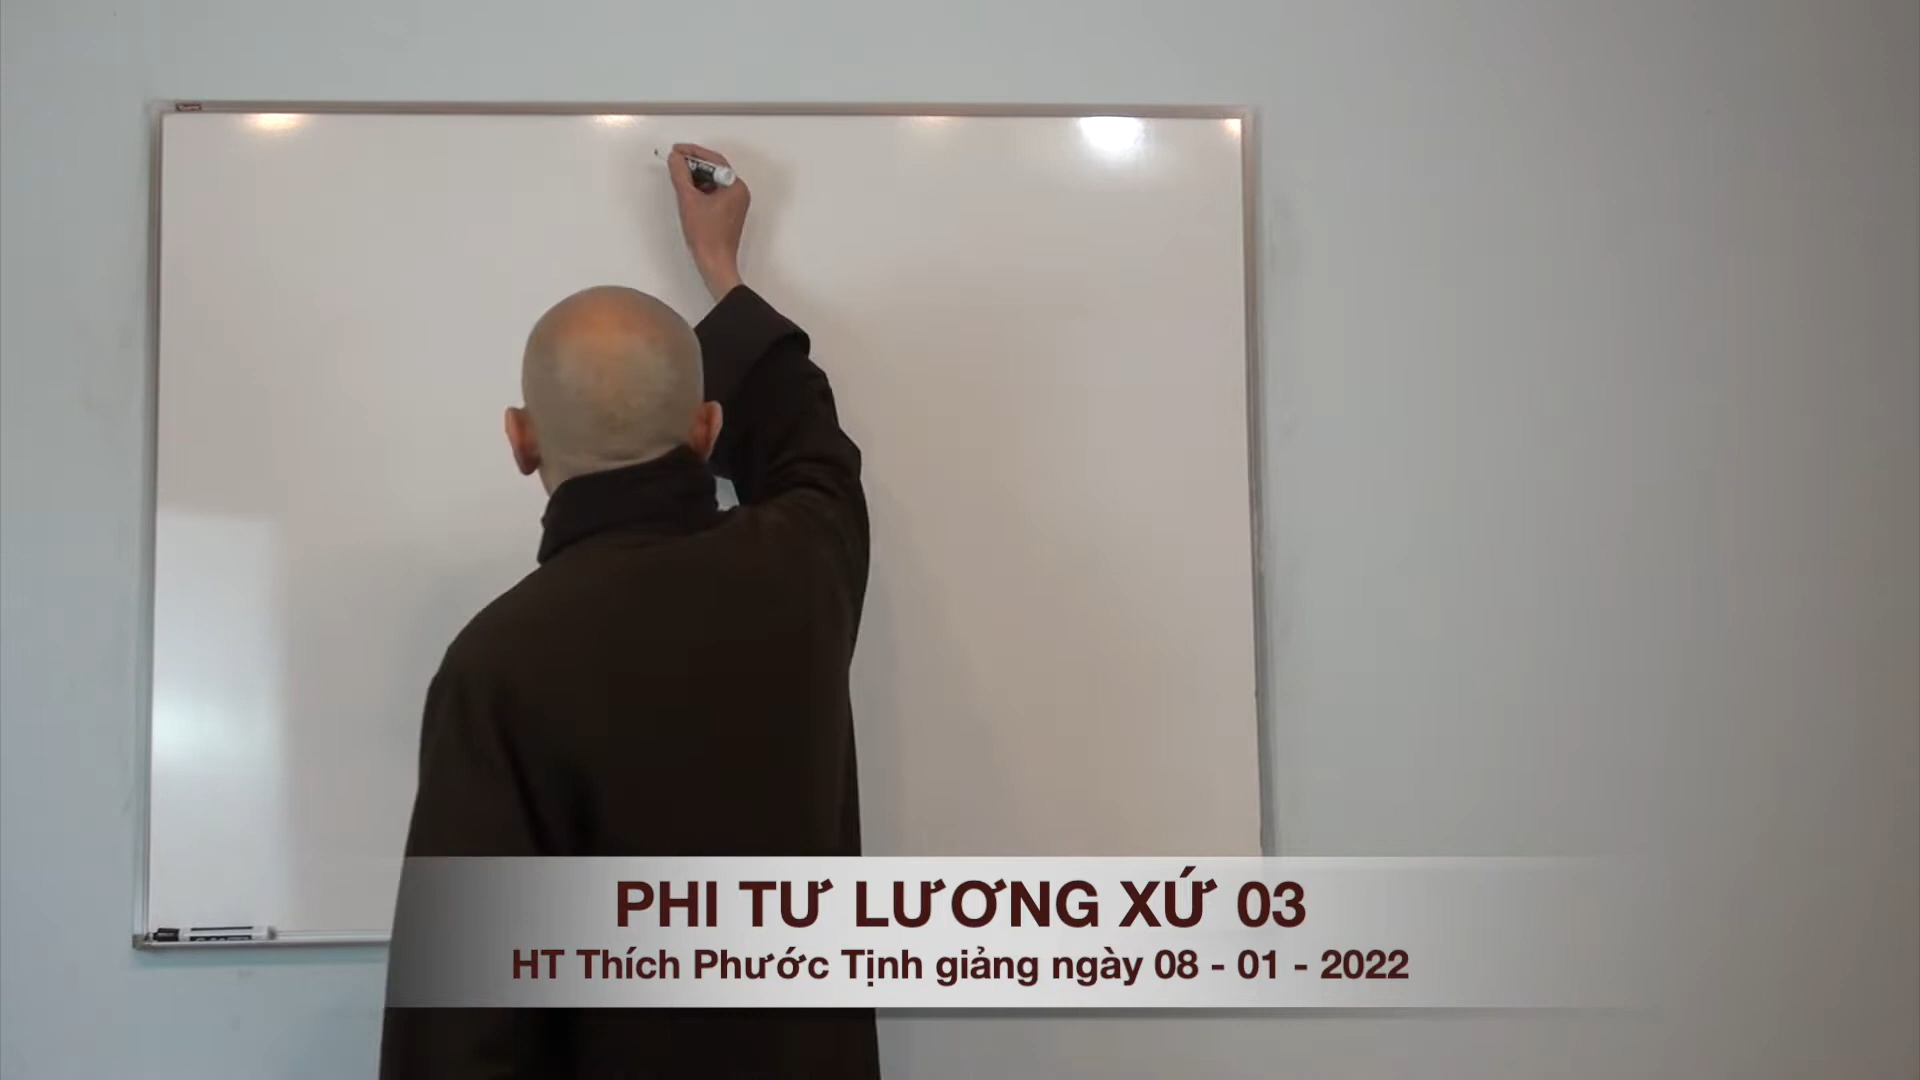 PHI TƯ LƯƠNG XỨ 03
HT Thích Phước Tịnh giảng ngày 08 - 01 - 2022